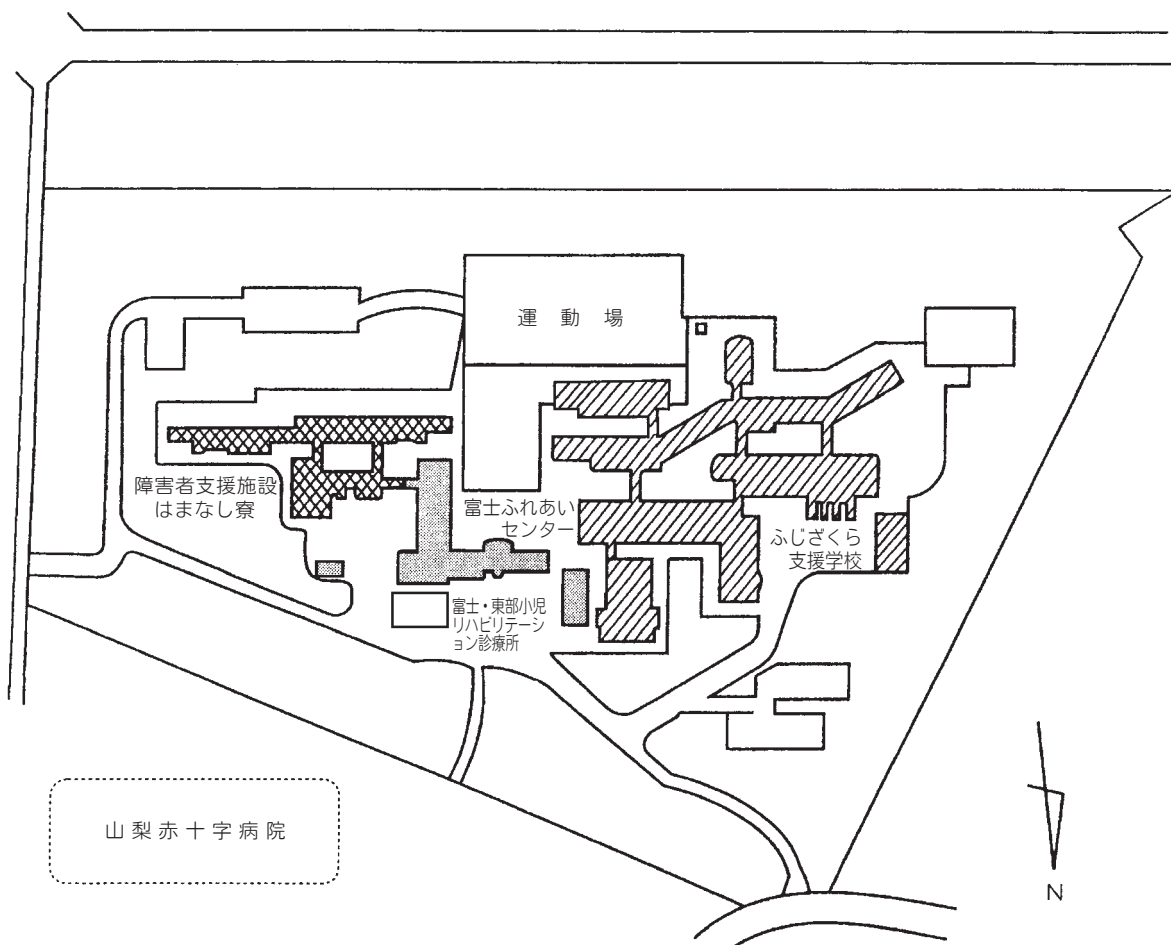 運動場
障害者支援施設
はまなし寮
富士ふれあい
センター
ふじざくら
支援学校
富士・東部小児
リハビリテーシ
ョン診療所
山梨赤十字病院
N